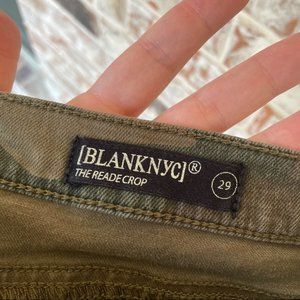 [BLANKNYC]®
THE READE CROP
29